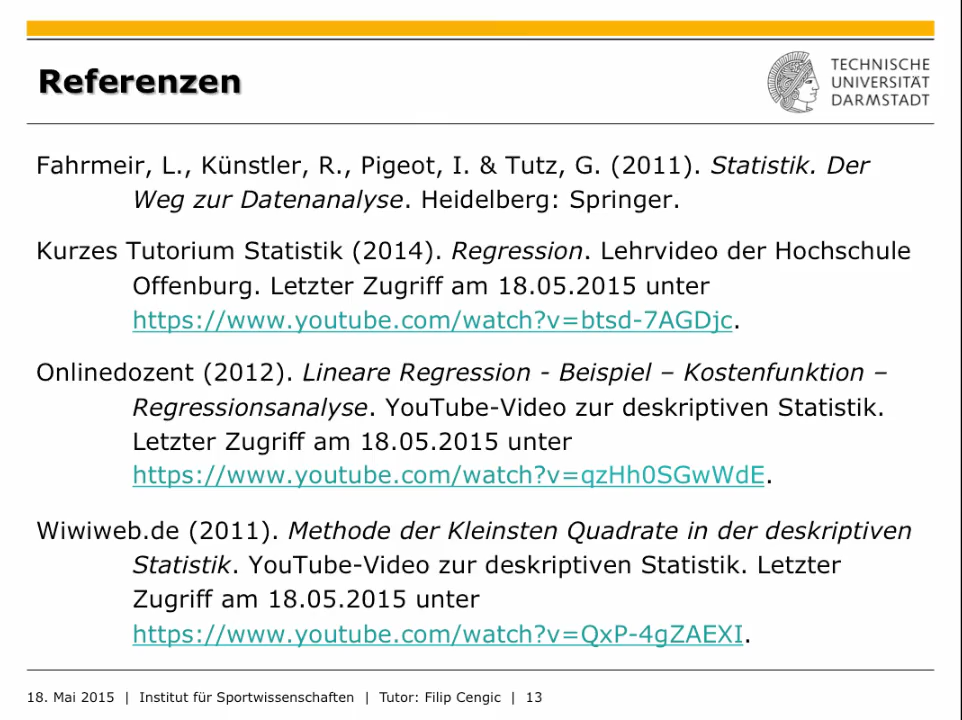 Referenzen
TECHNISCHE
UNIVERSITÄT
DARMSTADT
Fahrmeir, L., Künstler, R., Pigeot, I. & Tutz, G. (2011). Statistik. Der
Weg zur Datenanalyse. Heidelberg: Springer.
Kurzes Tutorium Statistik (2014). Regression. Lehrvideo der Hochschule
Offenburg. Letzter Zugriff am 18.05.2015 unter
https://www.youtube.com/watch?v=btsd-7AGDjc.
Onlinedozent (2012). Lineare Regression - Beispiel – Kostenfunktion –
Regressionsanalyse. YouTube-Video zur deskriptiven Statistik.
Letzter Zugriff am 18.05.2015 unter
https://www.youtube.com/watch?v=qzHh0SGwWdE.
Wiwiweb.de (2011). Methode der Kleinsten Quadrate in der deskriptiven
Statistik. YouTube-Video zur deskriptiven Statistik. Letzter
Zugriff am 18.05.2015 unter
https://www.youtube.com/watch?v=QxP-4gZAEXI.
18. Mai 2015 | Institut für Sportwissenschaften | Tutor: Filip Cengic | 13